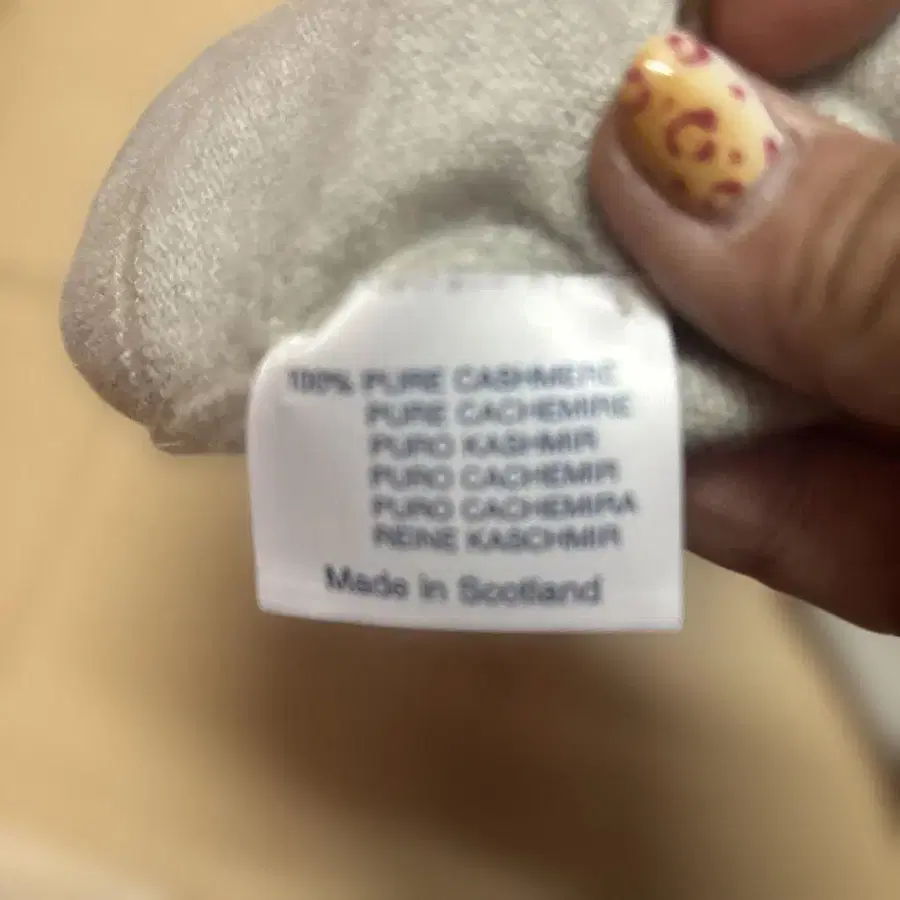 100% PURE CASHMERE
PURE CACHEMIRE
PURO KASHMIR
PURO CACHEMIR
PURO CACHEMIRA
REINE KASCHMIR
Made in Scotland